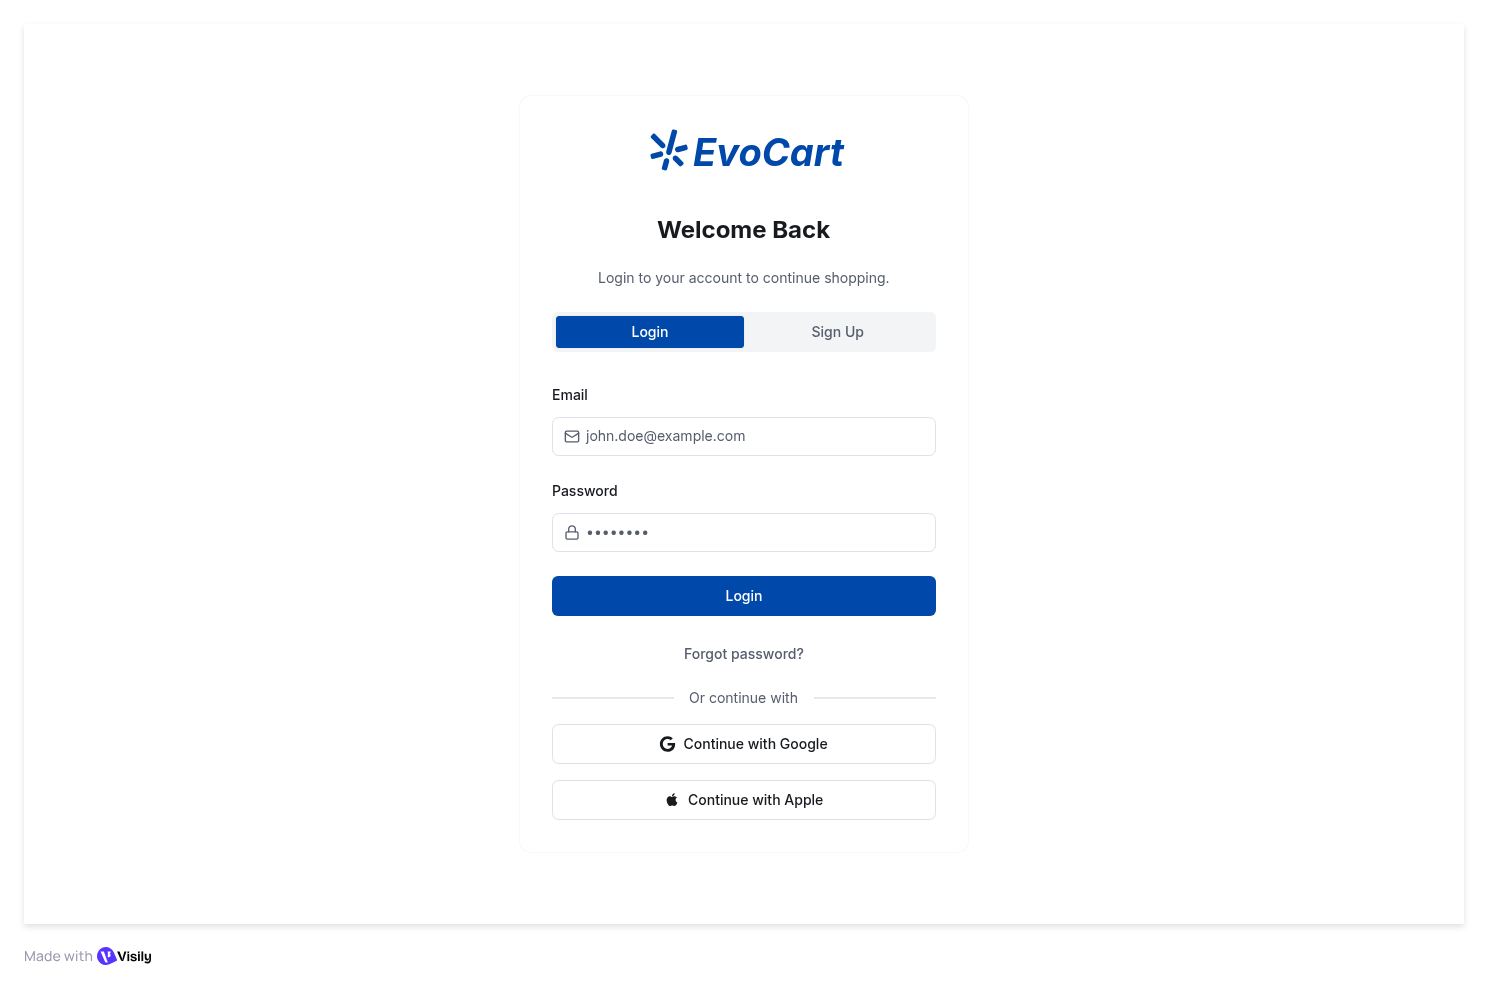 EvoCart
Welcome Back
Login to your account to continue shopping.
Login
Sign Up
Email
john.doe@example.com
Password
••••••••
Login
Forgot password?
Or continue with
Continue with Google
Continue with Apple
Made with Visily